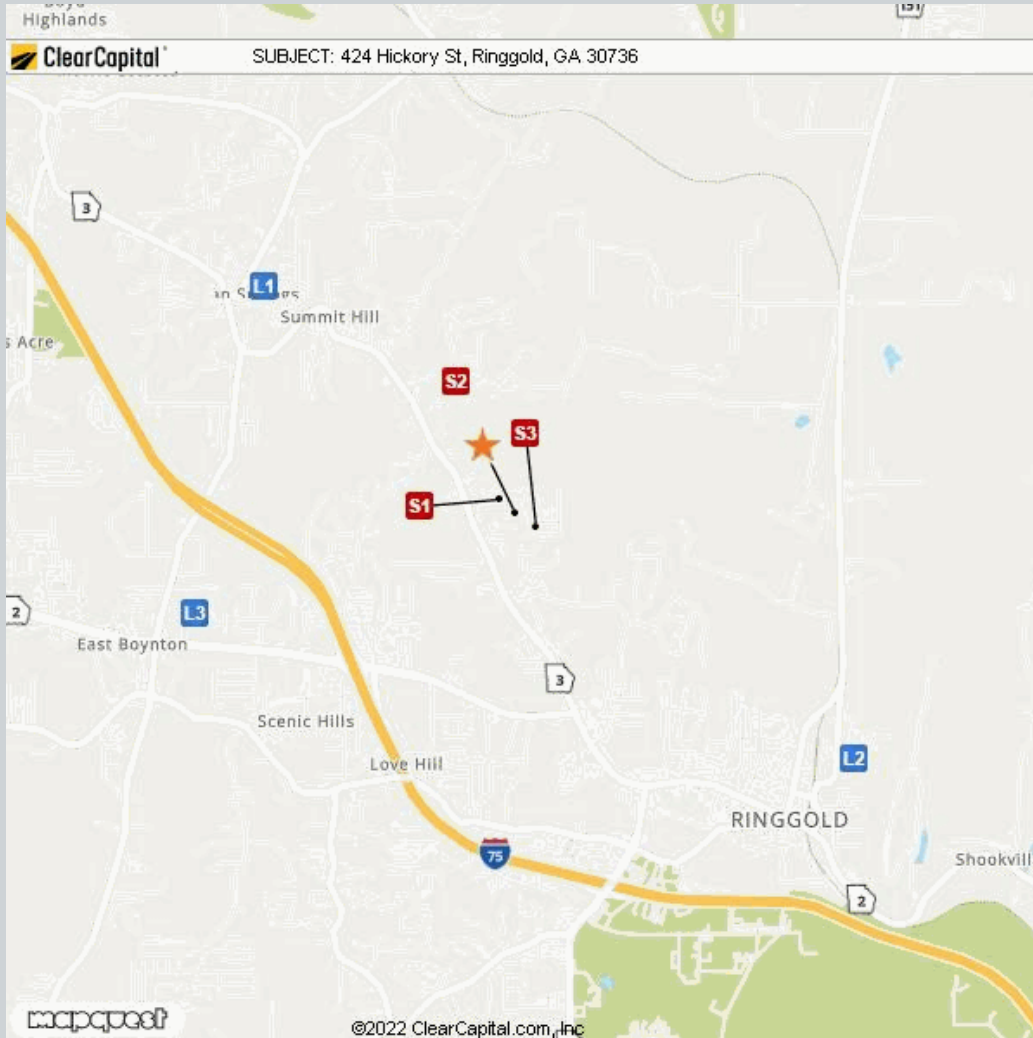 Highlands
151
ClearCapital
SUBJECT: 424 Hickory St, Ringgold, GA 30736
3
L1
Summit Hill
s Acre
S2
S3
S1
2
L3
East Boynton
3
Scenic Hills
L2
Love Hill
RINGGOLD
75
Shookvill
2
mapquest
©2022 ClearCapital.com, Inc